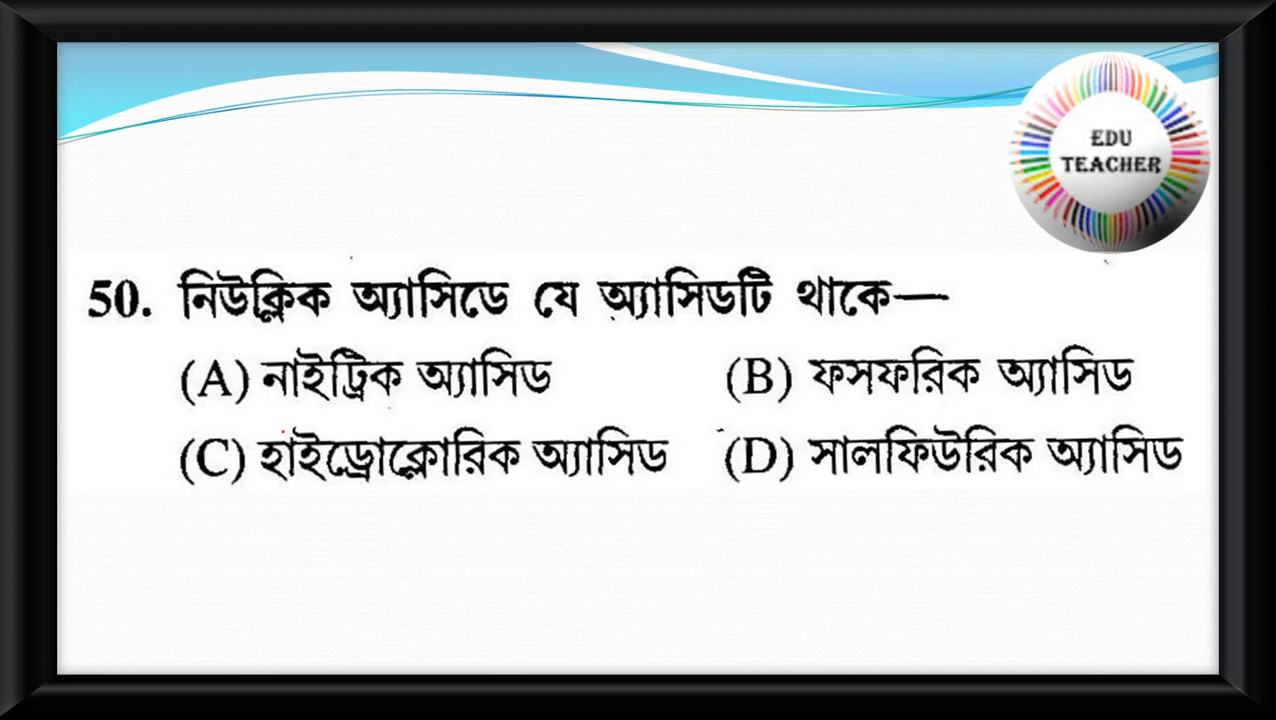 EDU
TEACHER
50. নিউক্লিক অ্যাসিডে যে অ্যাসিডটি থাকে—
(A) নাইট্রিক অ্যাসিড (B) ফসফরিক অ্যাসিড
(C) হাইড্রোক্লোরিক অ্যাসিড (D) সালফিউরিক অ্যাসিড